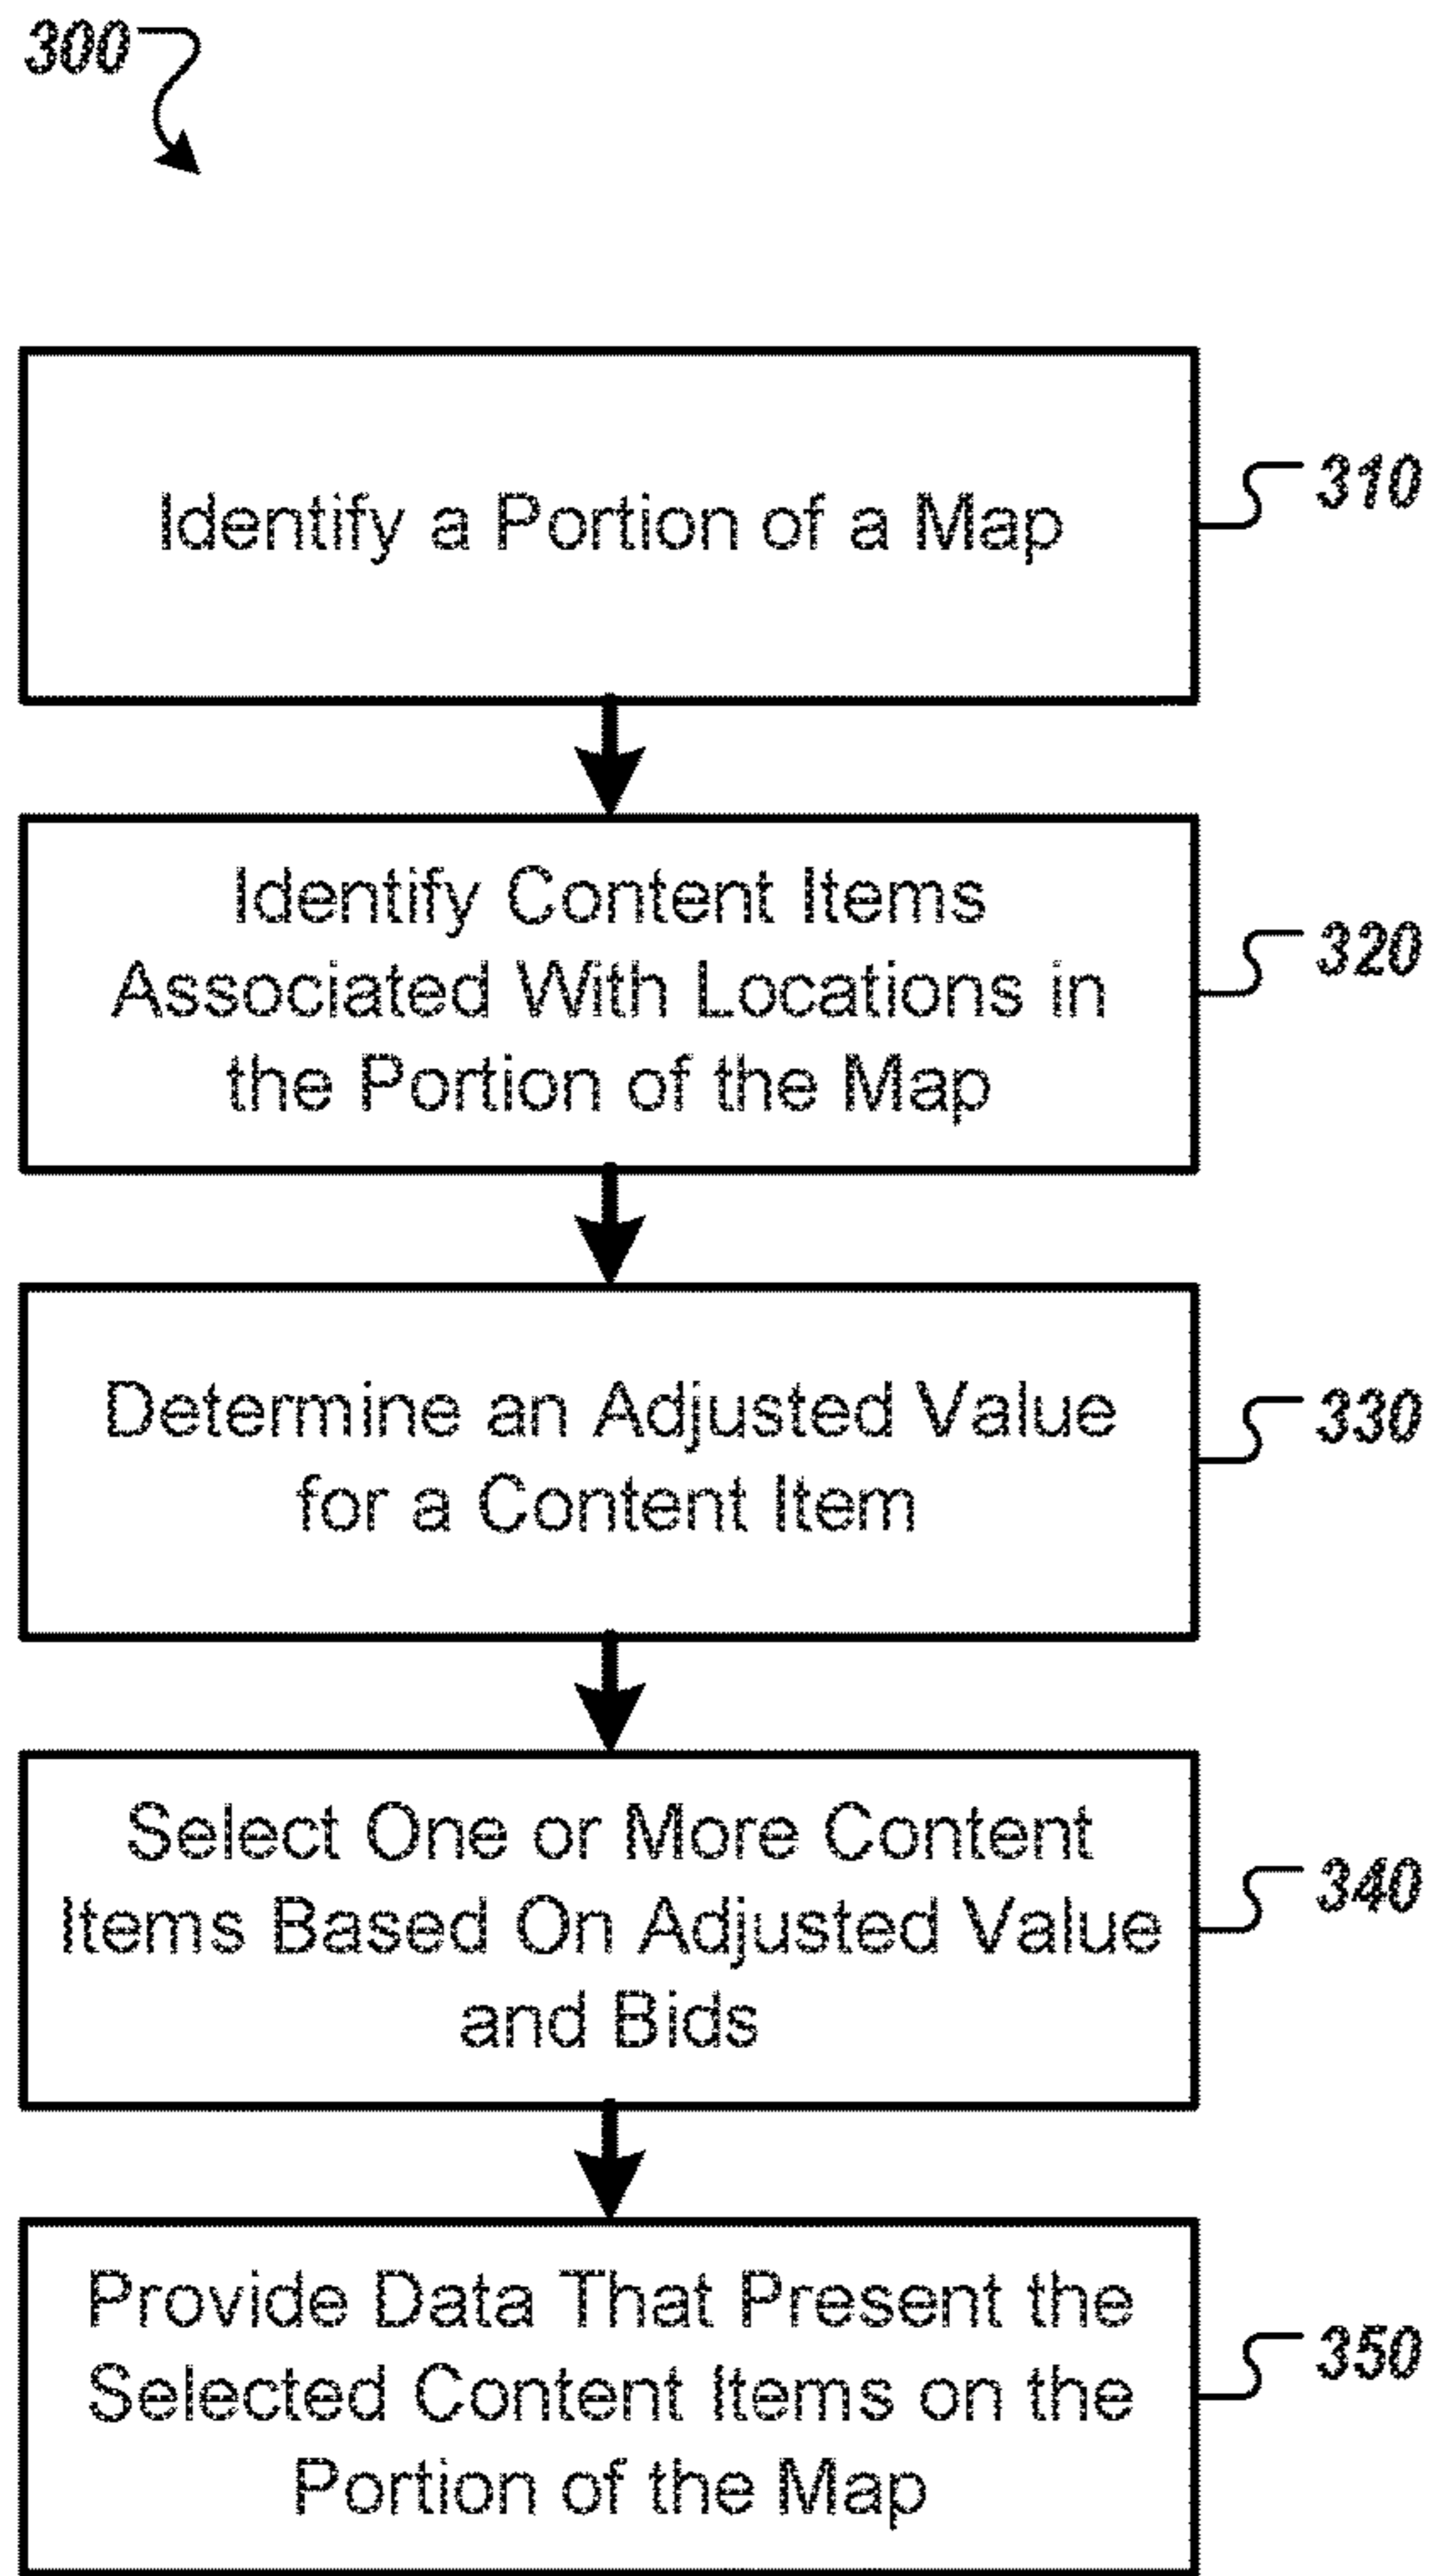 300
Identify a Portion of a Map
310
Identify Content Items
Associated With Locations in
the Portion of the Map
320
Determine an Adjusted Value
for a Content Item
330
Select One or More Content
Items Based On Adjusted Value
and Bids
340
Provide Data That Present the
Selected Content Items on the
Portion of the Map
350